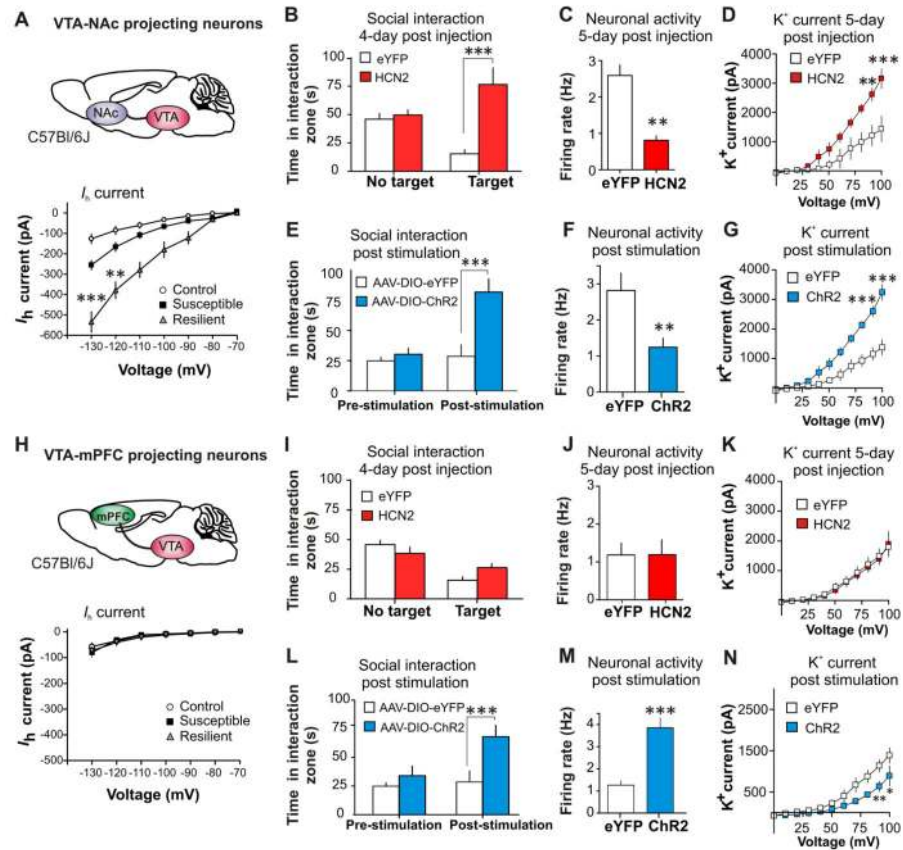 A
VTA-NAc projecting neurons
NAc
VTA
C57Bl/6J
Ih current
Ih current (pA)
0
-100
-200
-300
-400
-500
-600
***
**
Control
Susceptible
Resilient
-130 -120 -110 -100 -90 -80 -70
Voltage (mV)
B
Social interaction
4-day post injection
eYFP
HCN2
***
Time in interaction
zone (s)
100
75
50
25
0
No target Target
C
Neuronal activity
5-day post injection
Firing rate (Hz)
3
2
1
0
**
eYFP HCN2
D
K+ current 5-day
post injection
eYFP
HCN2
**
***
K+ current (pA)
4000
3000
2000
1000
0
25 50 75 100
Voltage (mV)
E
Social interaction
post stimulation
AAV-DIO-eYFP
AAV-DIO-ChR2
***
Time in interaction
zone (s)
100
75
50
25
0
Pre-stimulation Post-stimulation
F
Neuronal activity
post stimulation
Firing rate (Hz)
4
3
2
1
0
**
eYFP ChR2
G
K+ current
post stimulation
eYFP
ChR2
***
***
K+current (pA)
4000
3000
2000
1000
0
25 50 75 100
Voltage (mV)
H
VTA-mPFC projecting neurons
mPFC
VTA
C57Bl/6J
Ih current
Ih current (pA)
0
-100
-200
-300
-400
-500
Control
Susceptible
Resilient
-130 -120 -110 -100 -90 -80 -70
Voltage (mV)
I
Social interaction
4-day post injection
eYFP
HCN2
Time in interaction
zone (s)
100
75
50
25
0
No target Target
J
Neuronal activity
5-day post injection
Firing rate (Hz)
3
2
1
0
eYFP HCN2
K
K+ current 5-day
post injection
eYFP
HCN2
K+current (pA)
4000
3000
2000
1000
0
25 50 75 100
Voltage (mV)
L
Social interaction
post stimulation
AAV-DIO-eYFP
AAV-DIO-ChR2
***
Time in interaction
zone (s)
100
75
50
25
0
Pre-stimulation Post-stimulation
M
Neuronal activity
post stimulation
Firing rate (Hz)
5
4
3
2
1
0
***
eYFP ChR2
N
K+ current
post stimulation
eYFP
ChR2
**
*
K+current (pA)
2500
1500
500
0
25 50 75 100
Voltage (mV)